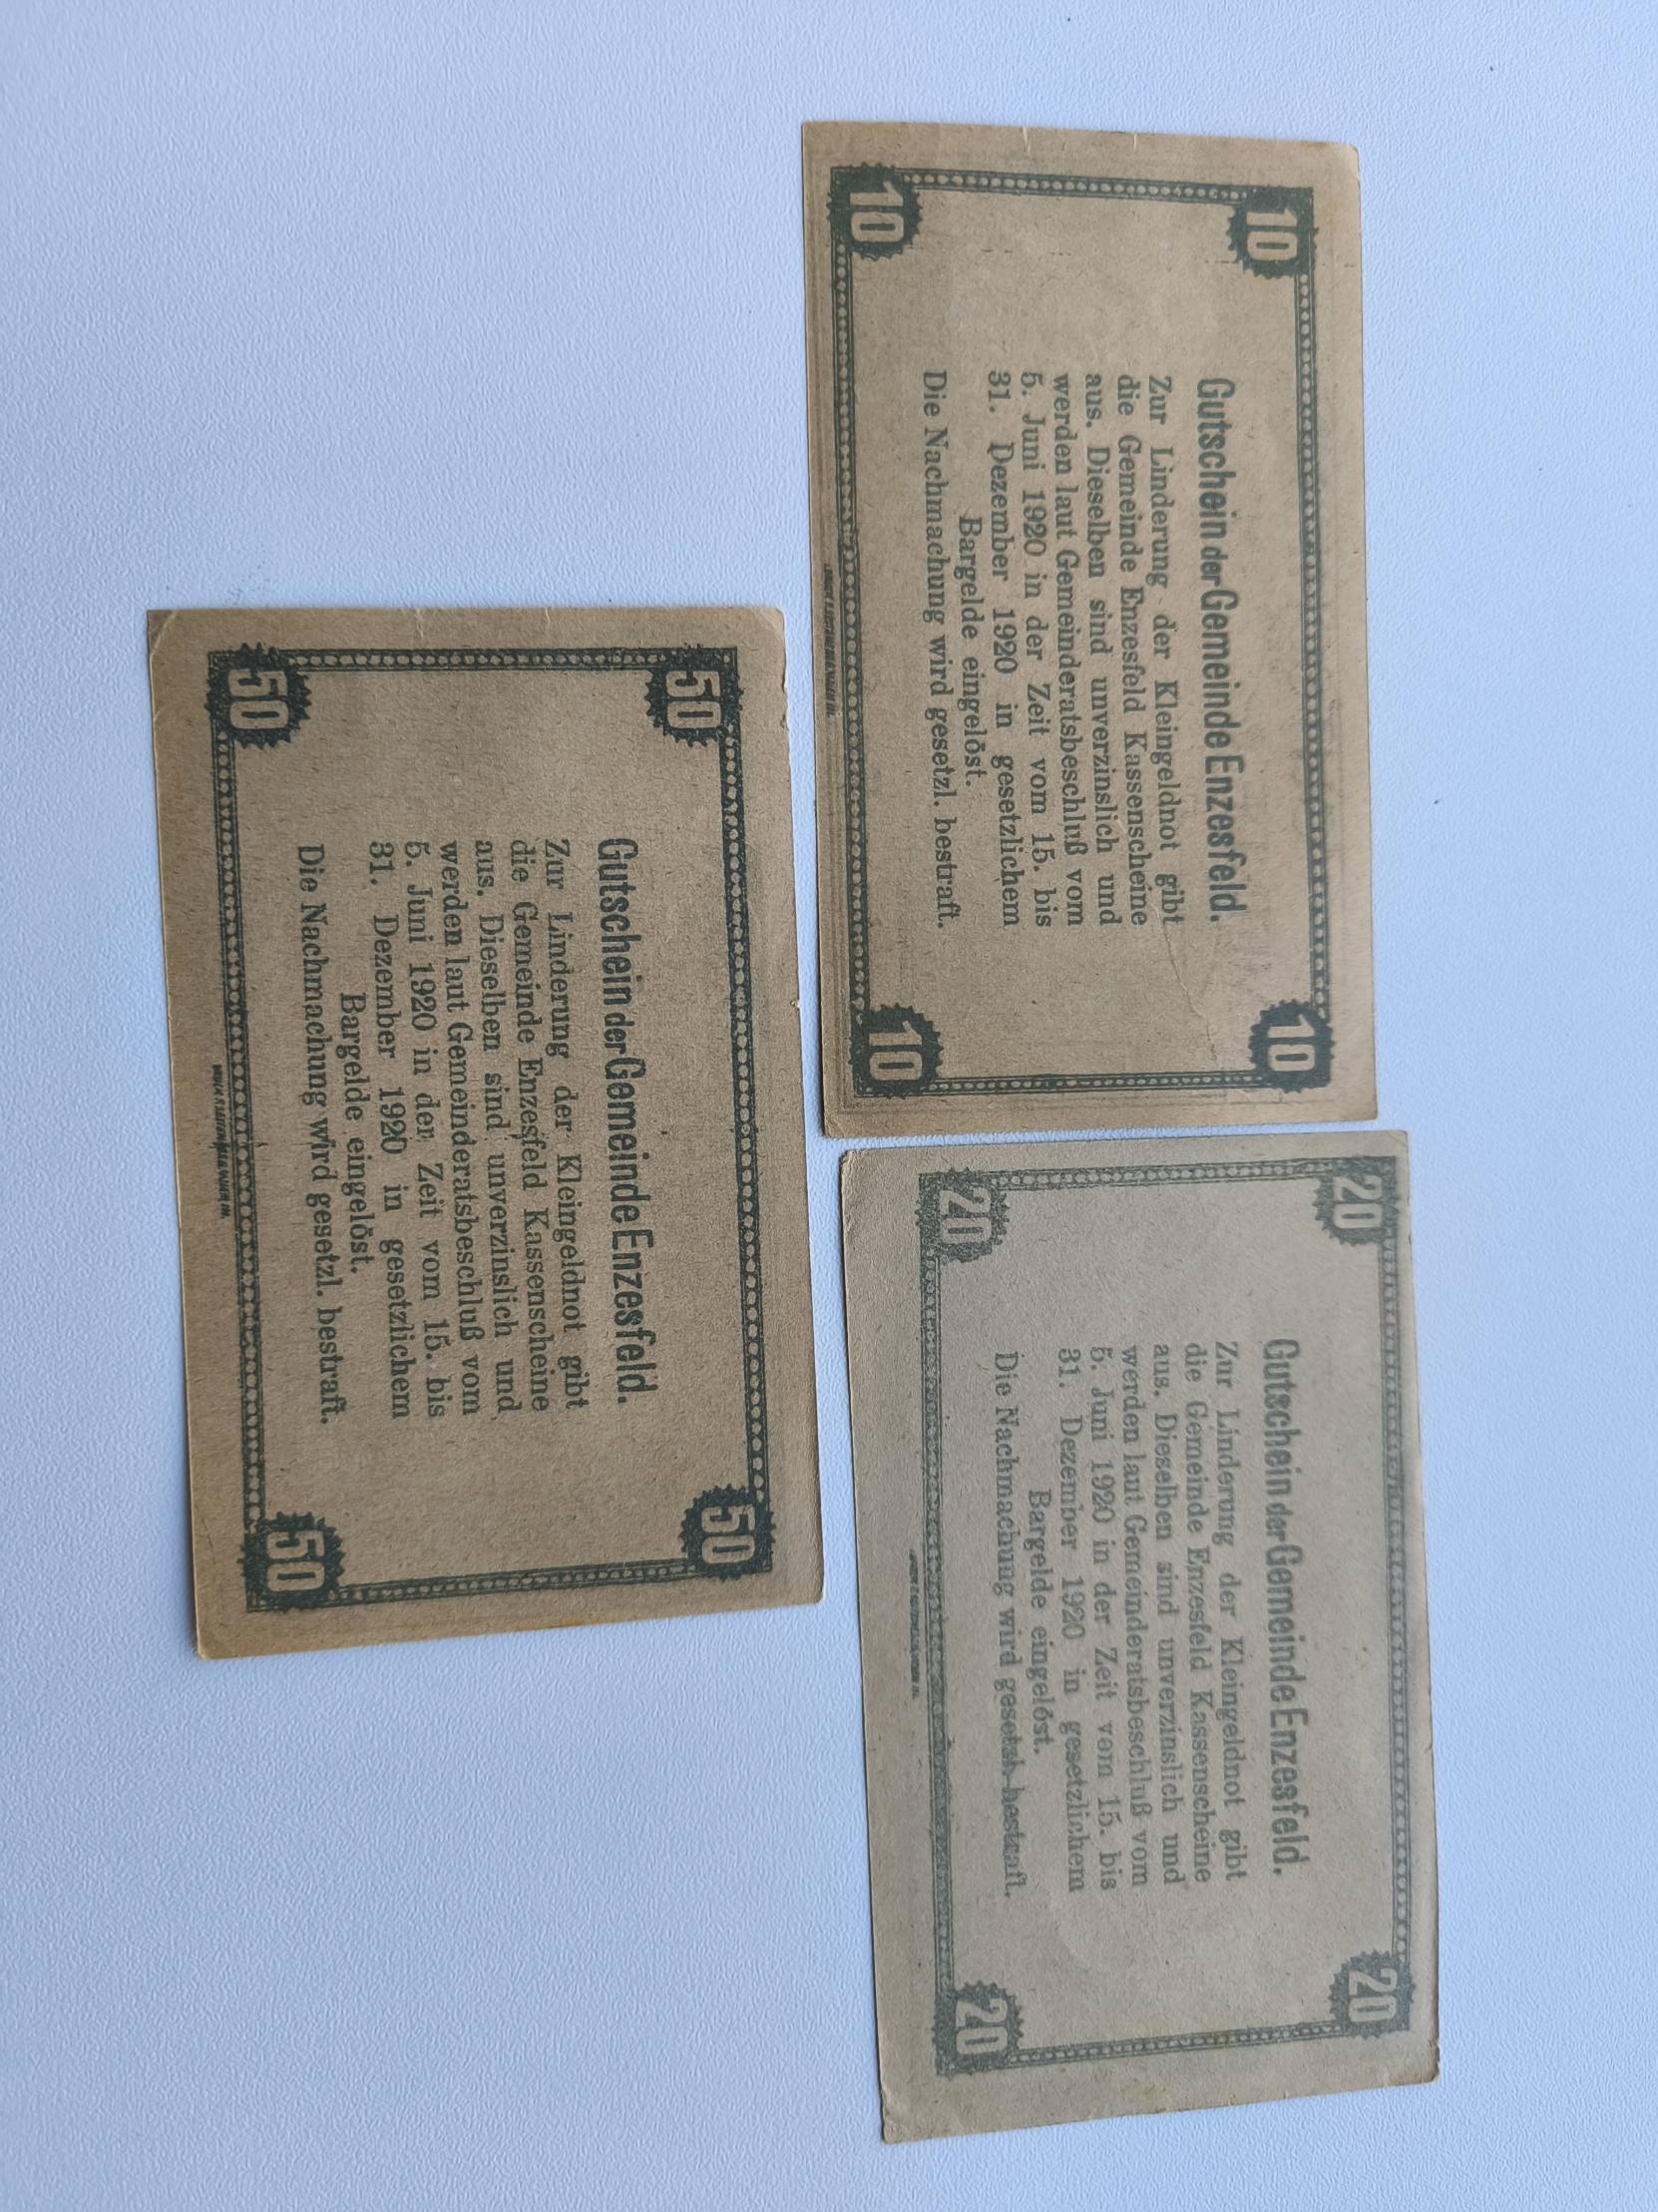 10 10
Gutschein der Gemeinde Enzesfeld.
Zur Linderung der Kleingeldnot gibt
die Gemeinde Enzesfeld Kassenscheine
aus. Dieselben sind unverzinslich und
werden laut Gemeinderatsbeschluß vom
5. Juni 1920 in der Zeit vom 15. bis
31. Dezember 1920 in gesetzlichem
Bargelde eingelöst.
Die Nachmachung wird gesetzl. bestraft.
10 10
20 20
Gutschein der Gemeinde Enzesfeld.
Zur Linderung der Kleingeldnot gibt
die Gemeinde Enzesfeld Kassenscheine
aus. Dieselben sind unverzinslich und
werden laut Gemeinderatsbeschluß vom
5. Juni 1920 in der Zeit vom 15. bis
31. Dezember 1920 in gesetzlichem
Bargelde eingelöst.
Die Nachmachung wird gesetzl. bestraft.
20 20
50 50
Gutschein der Gemeinde Enzesfeld.
Zur Linderung der Kleingeldnot gibt
die Gemeinde Enzesfeld Kassenscheine
aus. Dieselben sind unverzinslich und
werden laut Gemeinderatsbeschluß vom
5. Juni 1920 in der Zeit vom 15. bis
31. Dezember 1920 in gesetzlichem
Bargelde eingelöst.
Die Nachmachung wird gesetzl. bestraft.
50 50